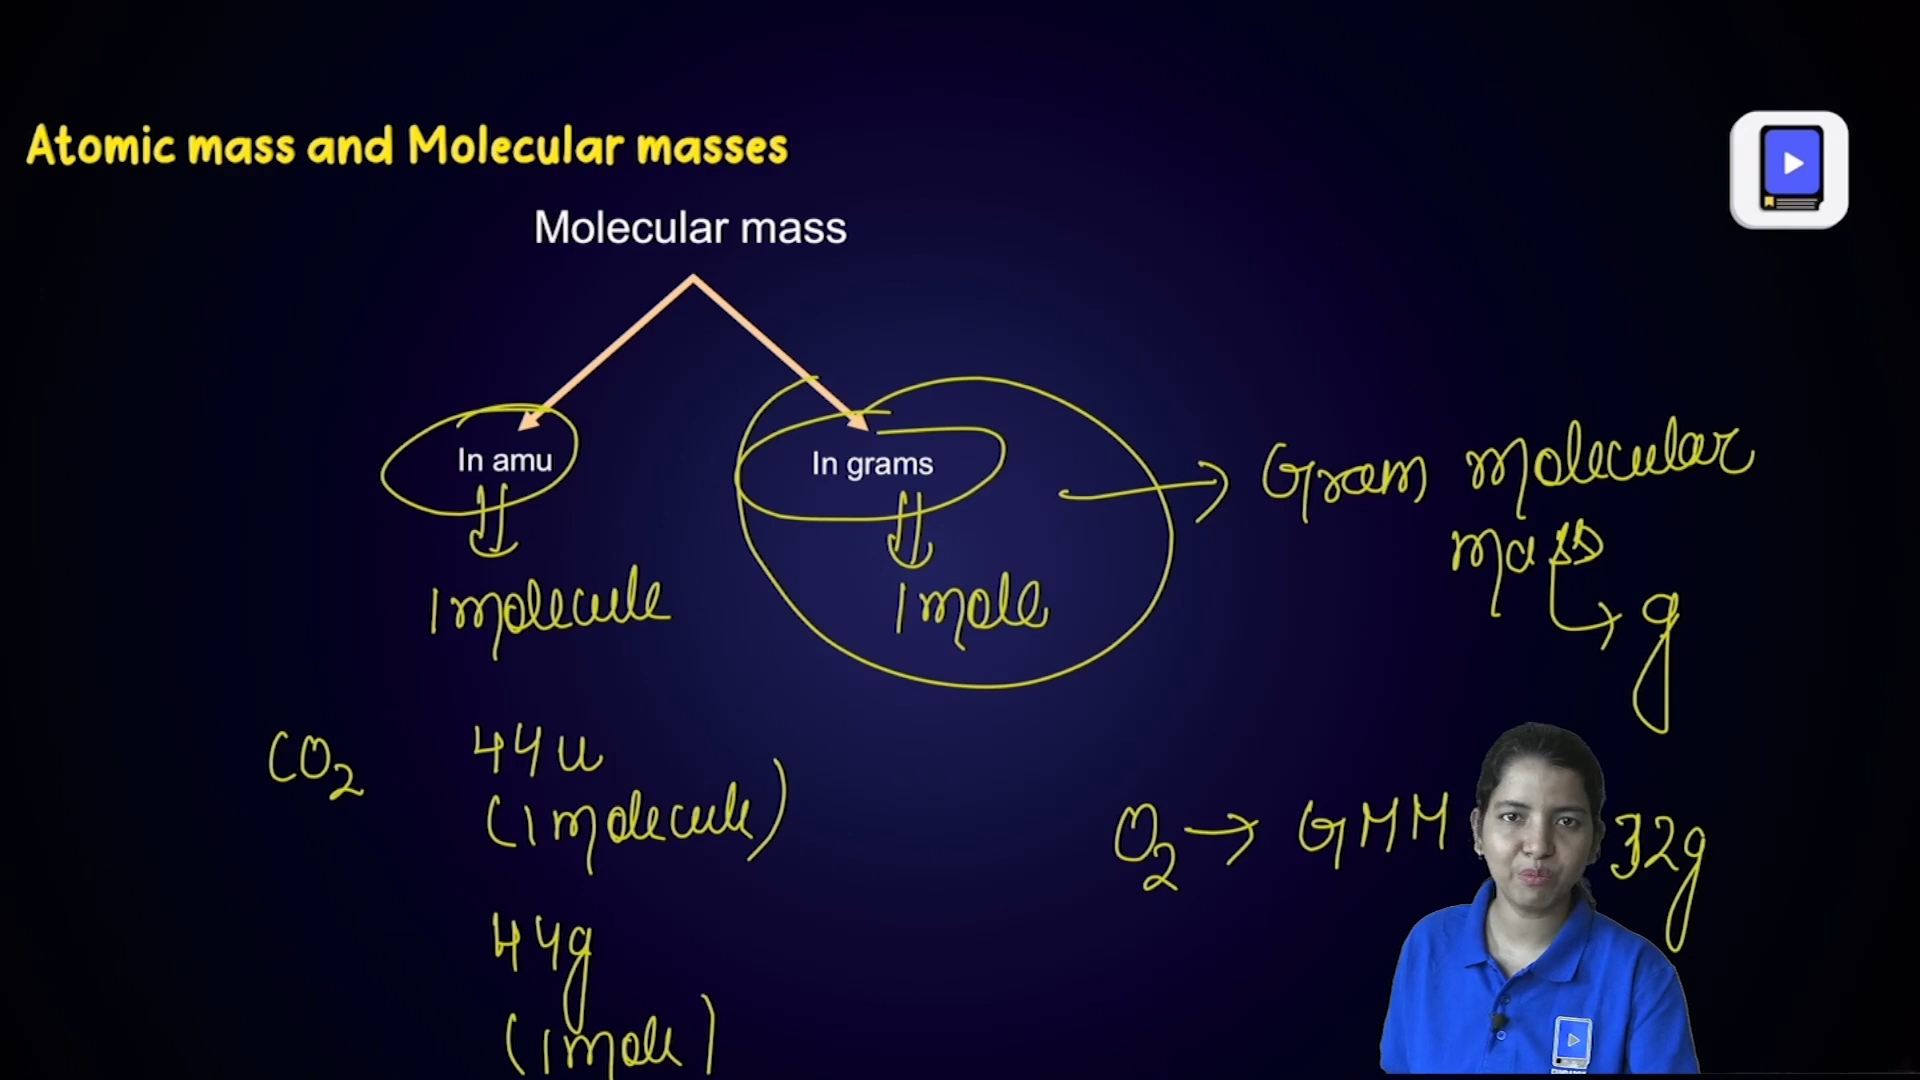 Atomic mass and Molecular masses
Molecular mass
In amu
In grams
1 molecule
1 mole
Gram molecular
mass
g
CO2
44u
(1 molecule)
44g
(1 mole)
O2 → GMM
32g